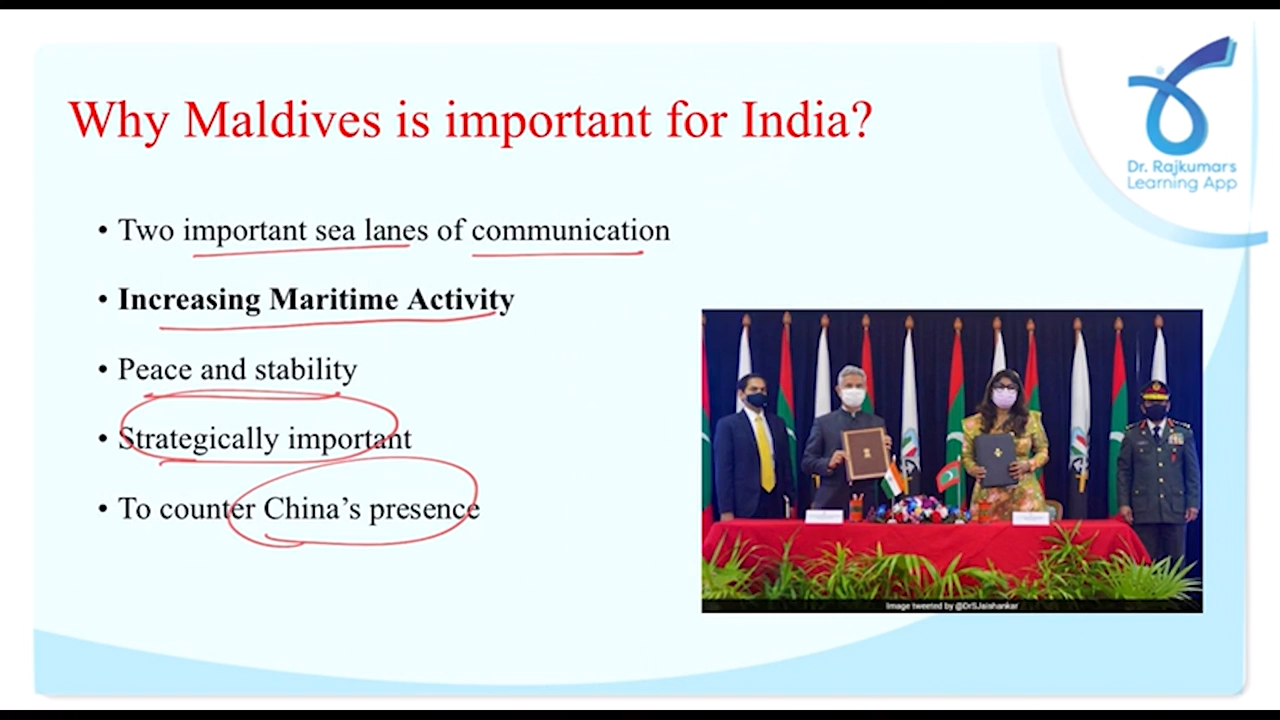 Why Maldives is important for India?
Dr. Rajkumar's
Learning App
• Two important sea lanes of communication
• Increasing Maritime Activity
• Peace and stability
• Strategically important
• To counter China's presence
Image tweeted by @DrSJaishankar